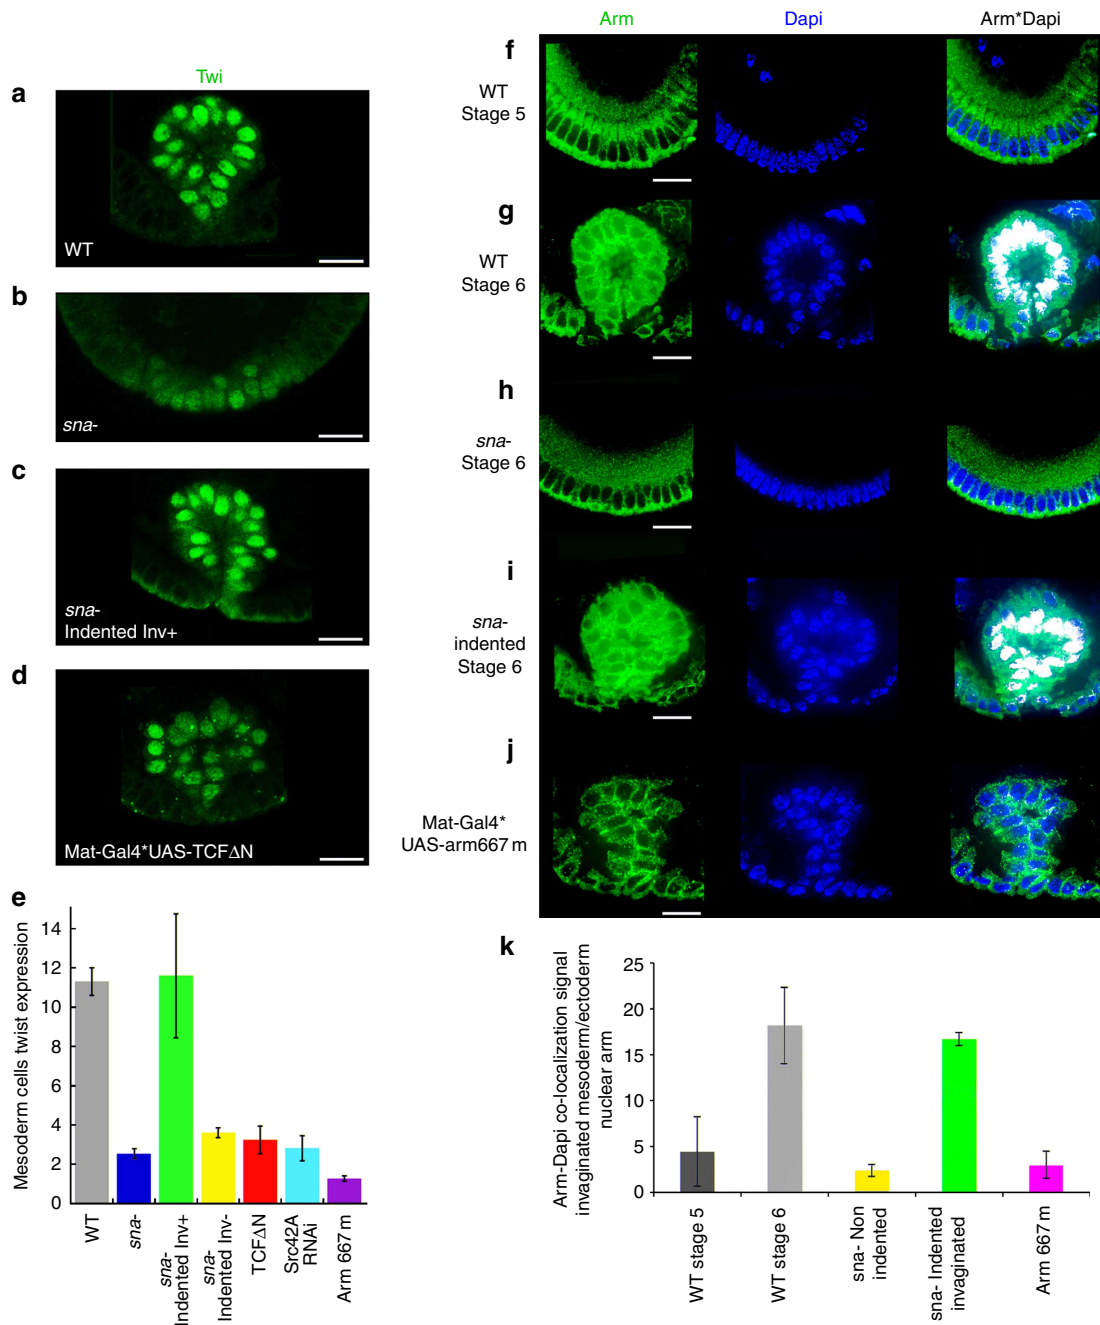 Twi
a
WT
b
sna-
c
sna-
Indented Inv+
d
Mat-Gal4*UAS-TCFΔN
e
Mesoderm cells twist expression
14
12
10
8
6
4
2
0
WT
sna-
sna-
Indented Inv+
sna-
Indented Inv-
TCFΔN
Src42A
RNAi
Arm 667 m
Arm
Dapi
Arm*Dapi
f
WT
Stage 5
g
WT
Stage 6
h
sna-
Stage 6
i
sna-
indented
Stage 6
j
Mat-Gal4*
UAS-arm667 m
k
Arm-Dapi co-localization signal
invaginated mesoderm/ectoderm
nuclear arm
25
20
15
10
5
0
WT stage 5
WT stage 6
sna- Non
indented
sna- Indented
invaginated
Arm 667 m